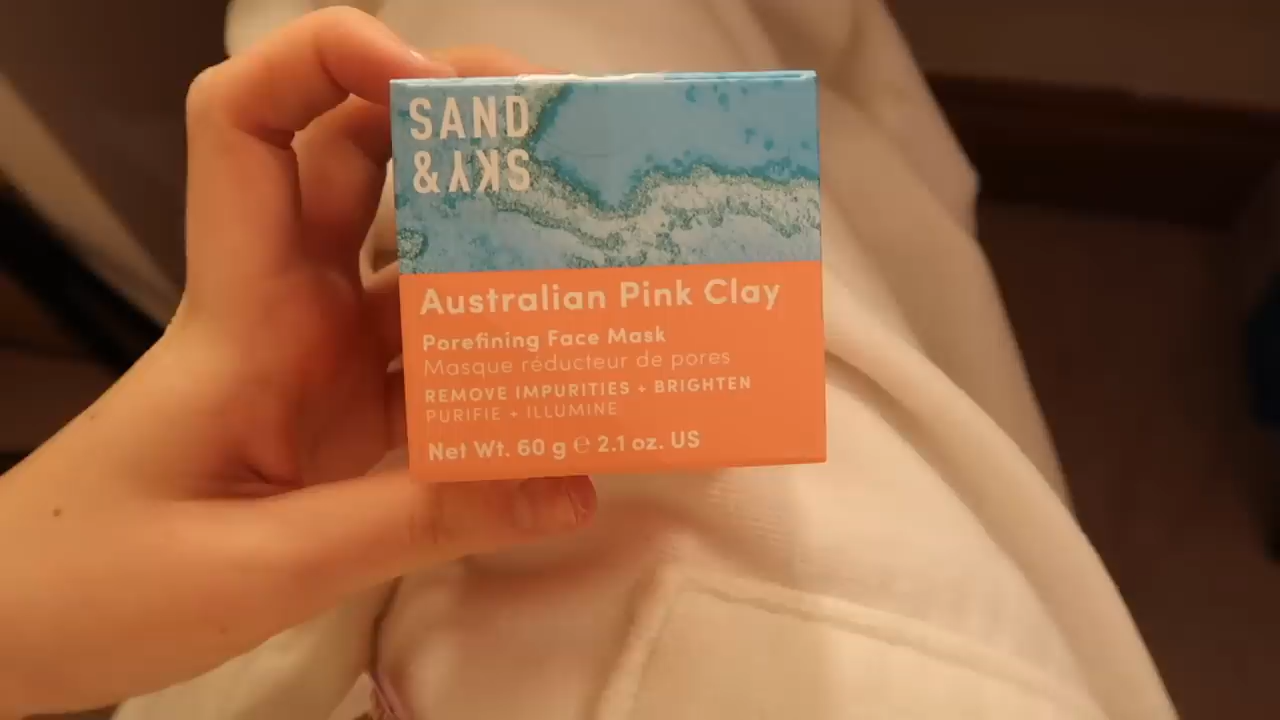 SAND
& SKY
Australian Pink Clay
Porefining Face Mask
Masque réducteur de pores
REMOVE IMPURITIES + BRIGHTEN
PURIFIE + ILLUMINE
Net Wt. 60 g ℮ 2.1 oz. US